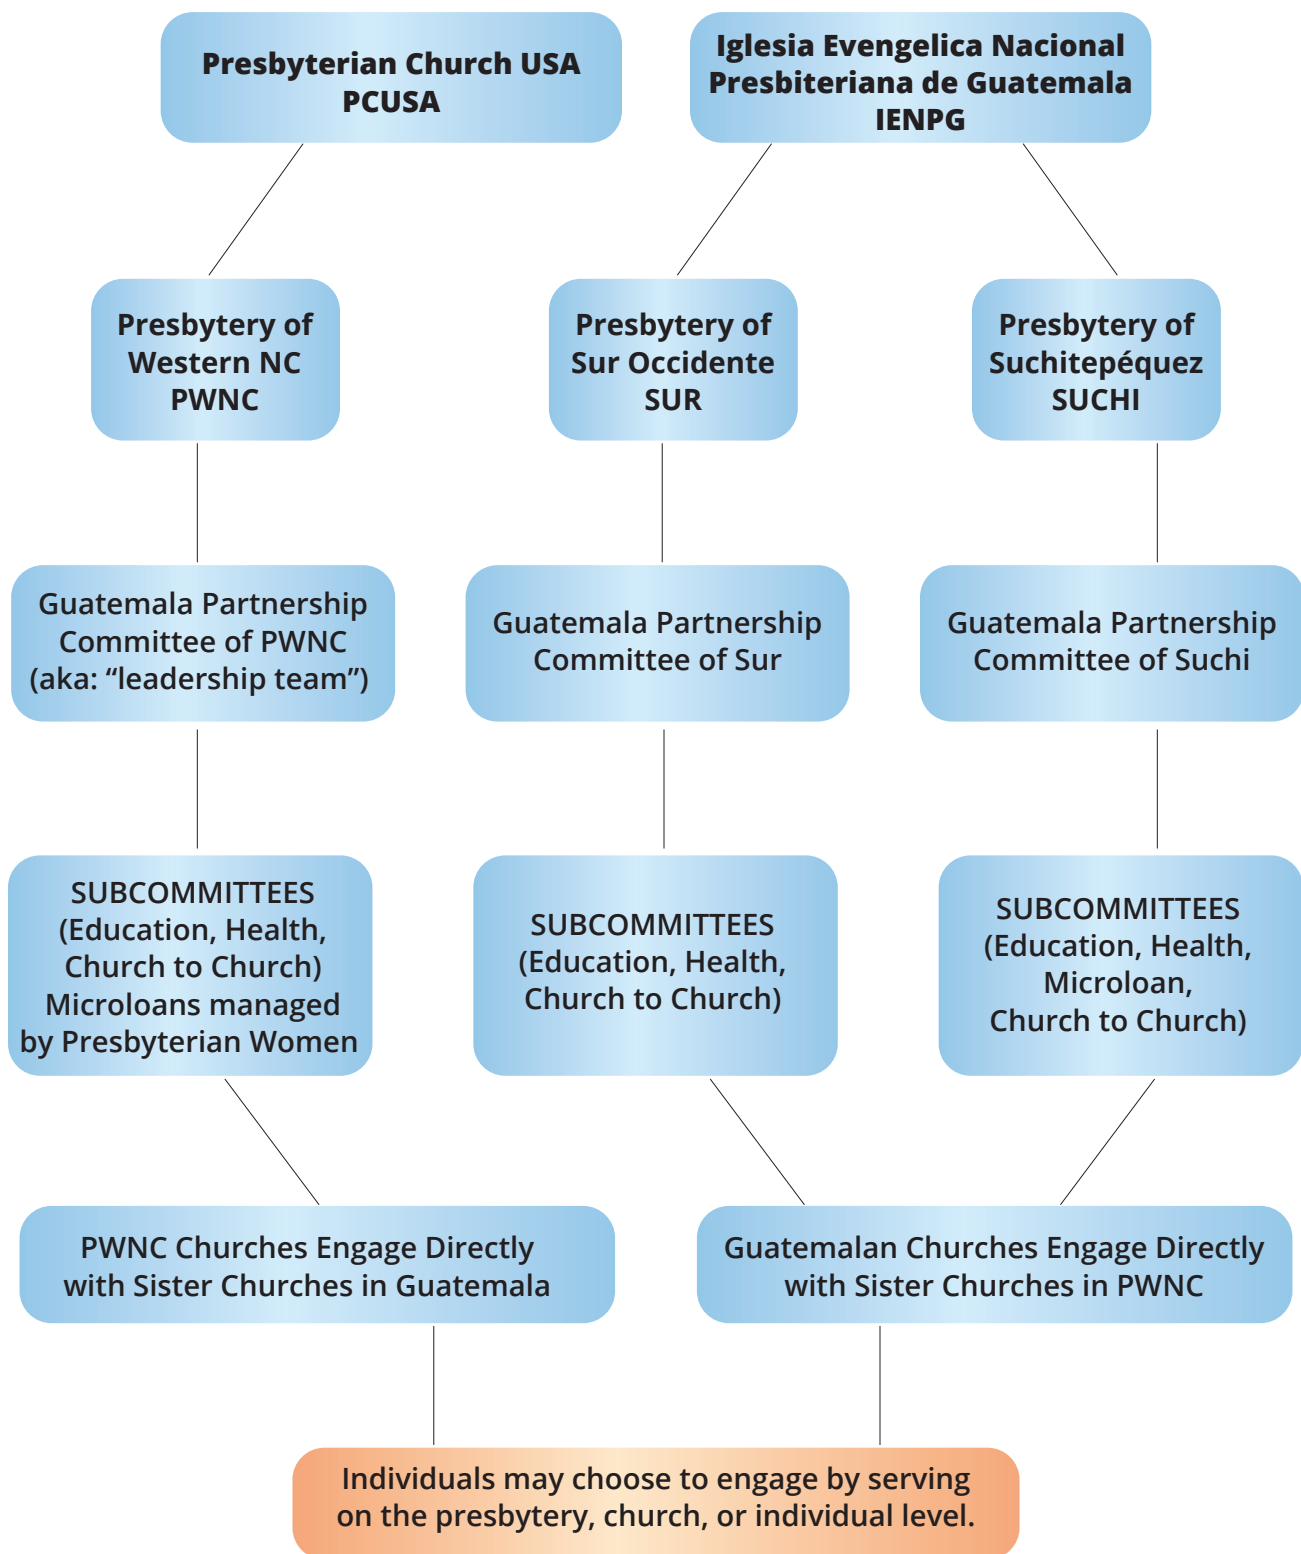 Presbyterian Church USA
PCUSA
Iglesia Evengelica Nacional
Presbiteriana de Guatemala
IENPG
Presbytery of
Western NC
PWNC
Presbytery of
Sur Occidente
SUR
Presbytery of
Suchitepéquez
SUCHI
Guatemala Partnership
Committee of PWNC
(aka: “leadership team”)
Guatemala Partnership
Committee of Sur
Guatemala Partnership
Committee of Suchi
SUBCOMMITTEES
(Education, Health,
Church to Church)
Microloans managed
by Presbyterian Women
SUBCOMMITTEES
(Education, Health,
Church to Church)
SUBCOMMITTEES
(Education, Health,
Microloan,
Church to Church)
PWNC Churches Engage Directly
with Sister Churches in Guatemala
Guatemalan Churches Engage Directly
with Sister Churches in PWNC
Individuals may choose to engage by serving
on the presbytery, church, or individual level.